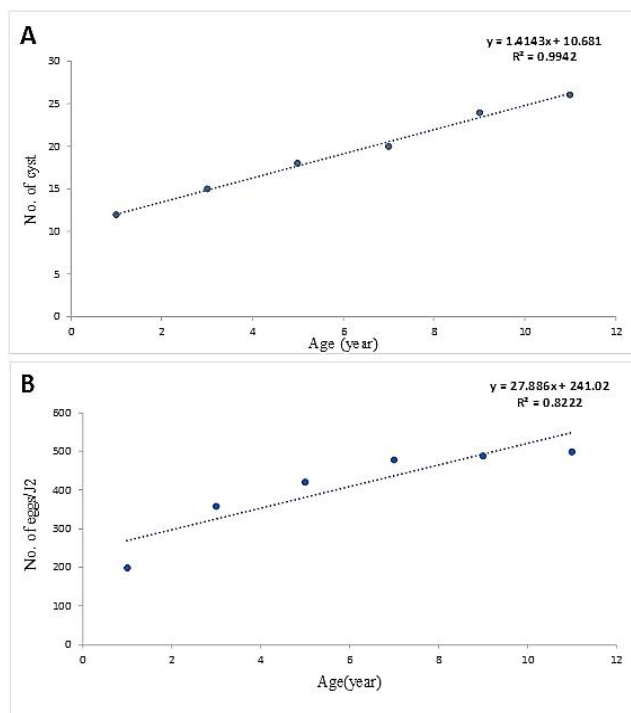 A
y = 1.4143x + 10.681
R² = 0.9942
30
25
20
15
10
5
0
No. of cyst
0 2 4 6 8 10 12
Age (year)
B
y = 27.886x + 241.02
R² = 0.8222
600
500
400
300
200
100
0
No. of eggs/J2
0 2 4 6 8 10 12
Age(year)